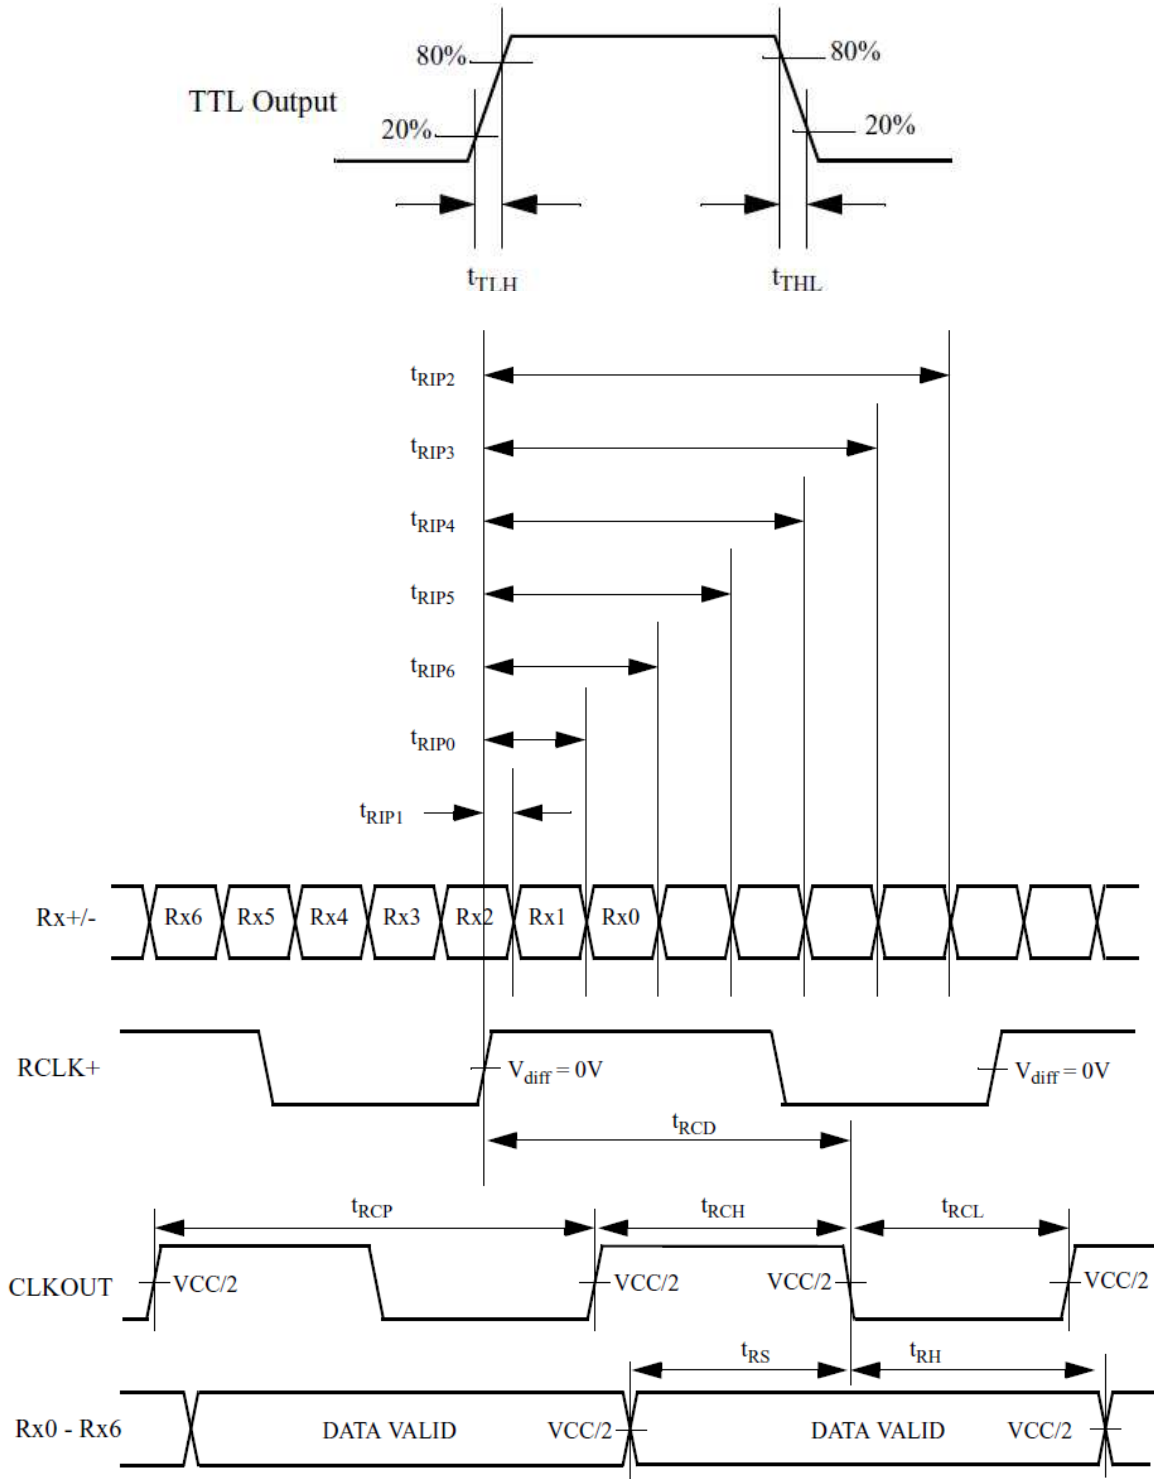 80%
80%
TTL Output
20%
20%
tTLH
tTHL
tRIP2
tRIP3
tRIP4
tRIP5
tRIP6
tRIP0
tRIP1
Rx+/-
Rx6 Rx5 Rx4 Rx3 Rx2 Rx1 Rx0
RCLK+
Vdiff = 0V
Vdiff = 0V
tRCD
tRCP
tRCH
tRCL
CLKOUT
VCC/2
VCC/2
VCC/2
VCC/2
tRS
tRH
Rx0 - Rx6
DATA VALID
VCC/2
DATA VALID
VCC/2